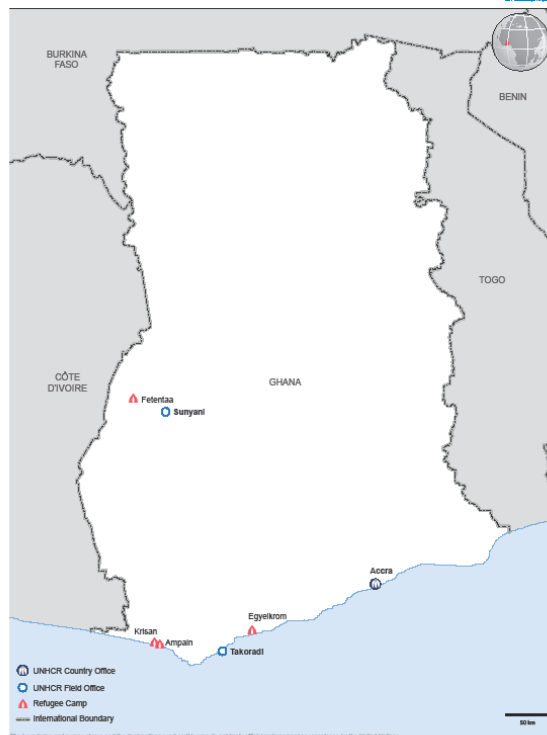 BURKINA
FASO
BENIN
TOGO
CÔTE
D'IVOIRE
GHANA
Fetentaa
Sunyani
Accra
Egyeikrom
Krisan
Ampain
Takoradi
UNHCR Country Office
UNHCR Field Office
Refugee Camp
International Boundary
50 km